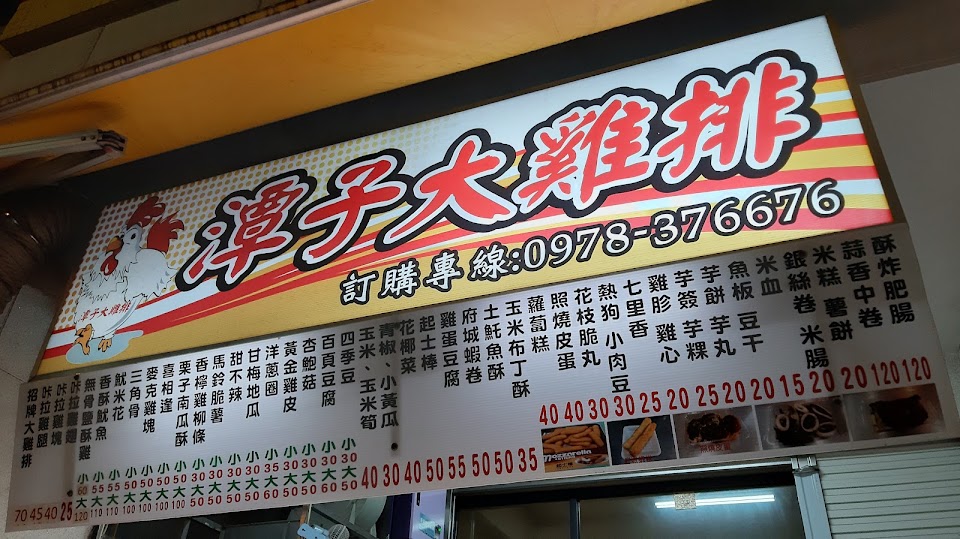 潭子大雞排
訂購專線:0978-376676
潭子大雞排
酥炸肥腸 120
蒜香中卷 120
米糕 薯餅 20
銀絲卷 米腸 20
米血 15
魚板 豆干 20
芋餅 芋丸
芋簽 芋粿
雞胗 雞心
七里香
熱狗 小肉豆
花枝脆丸
照燒皮蛋
蘿蔔糕
玉米布丁酥
土魠魚酥
府城蝦卷
雞蛋豆腐
起士棒
花椰菜
青椒、小黃瓜
玉米、玉米筍
四季豆
百頁豆腐
杏鮑菇
黃金雞皮
洋蔥圈
甘梅地瓜
甜不辣
馬鈴脆薯
香檸雞柳條
栗子南瓜酥
喜相逢
麥克雞塊
三角骨
魷米花
香酥魷魚
無骨鹽酥雞
咔拉雞塊
咔拉雞腿
招牌大雞排
40 40 30 30 25 20 25 20 20
40 30 40 50 55 50 50 35
70 45 40 25
mozzarella